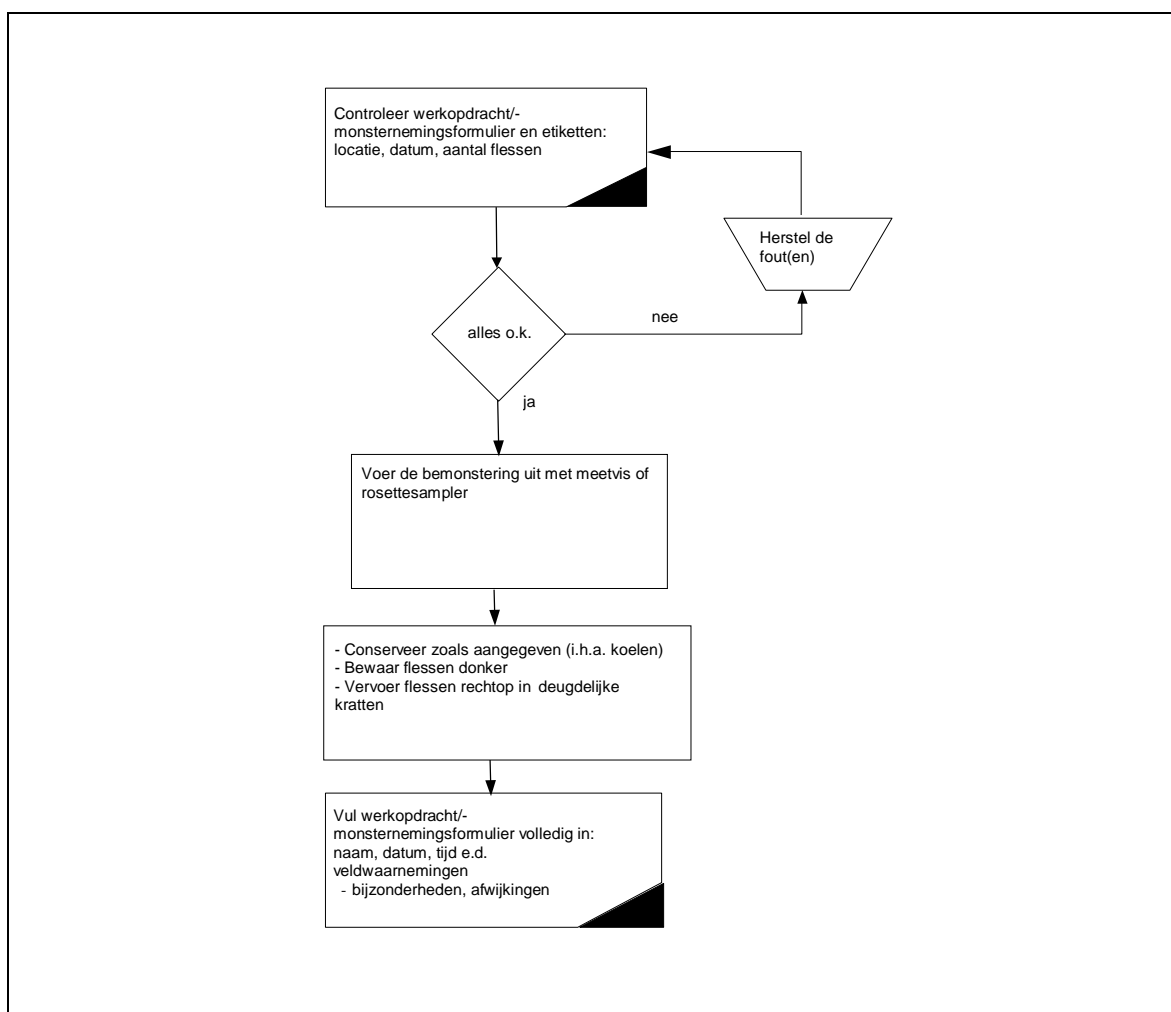 Controleer werkopdracht/-
monsternemingsformulier en etiketten:
locatie, datum, aantal flessen
Herstel de
fout(en)
alles o.k.
nee
ja
Voer de bemonstering uit met meetvis of
rosettesampler
- Conserveer zoals aangegeven (i.h.a. koelen)
- Bewaar flessen donker
- Vervoer flessen rechtop in deugdelijke
kratten
Vul werkopdracht/-
monsternemingsformulier volledig in:
naam, datum, tijd e.d.
veldwaarnemingen
- bijzonderheden, afwijkingen